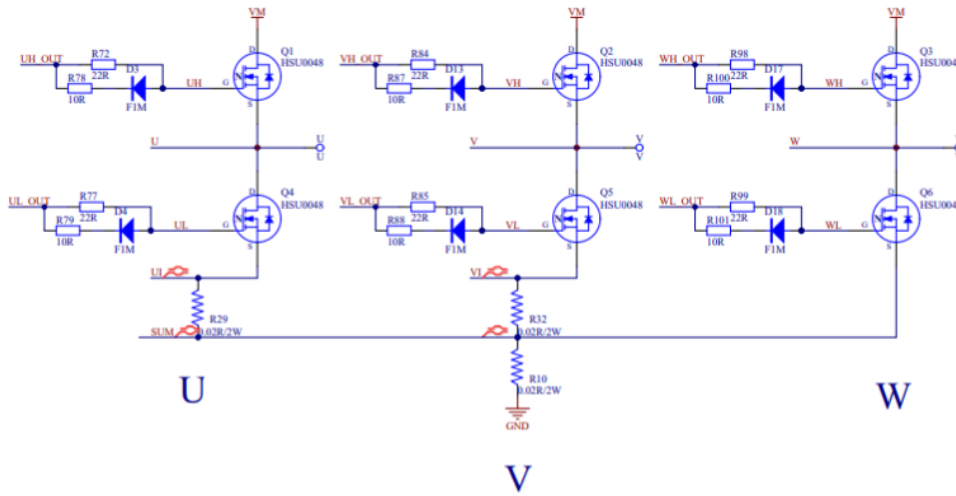 VM
VM
VM
UH_OUT
R72
22R
R78
10R
D3
F1M
UH
G
D
S
Q1
HSU0048
VH_OUT
R84
22R
R87
10R
D13
F1M
VH
G
D
S
Q2
HSU0048
WH_OUT
R98
22R
R100
10R
D17
F1M
WH
G
D
S
Q3
HSU0048
U
U
U
V
V
V
W
UL_OUT
R77
22R
R79
10R
D4
F1M
UL
G
D
S
Q4
HSU0048
VL_OUT
R85
22R
R88
10R
D14
F1M
VL
G
D
S
Q5
HSU0048
WL_OUT
R99
22R
R101
10R
D18
F1M
WL
G
D
S
Q6
HSU0048
UI
VI
R29
0.02R/2W
R32
0.02R/2W
SUM
R10
0.02R/2W
GND
U
V
W